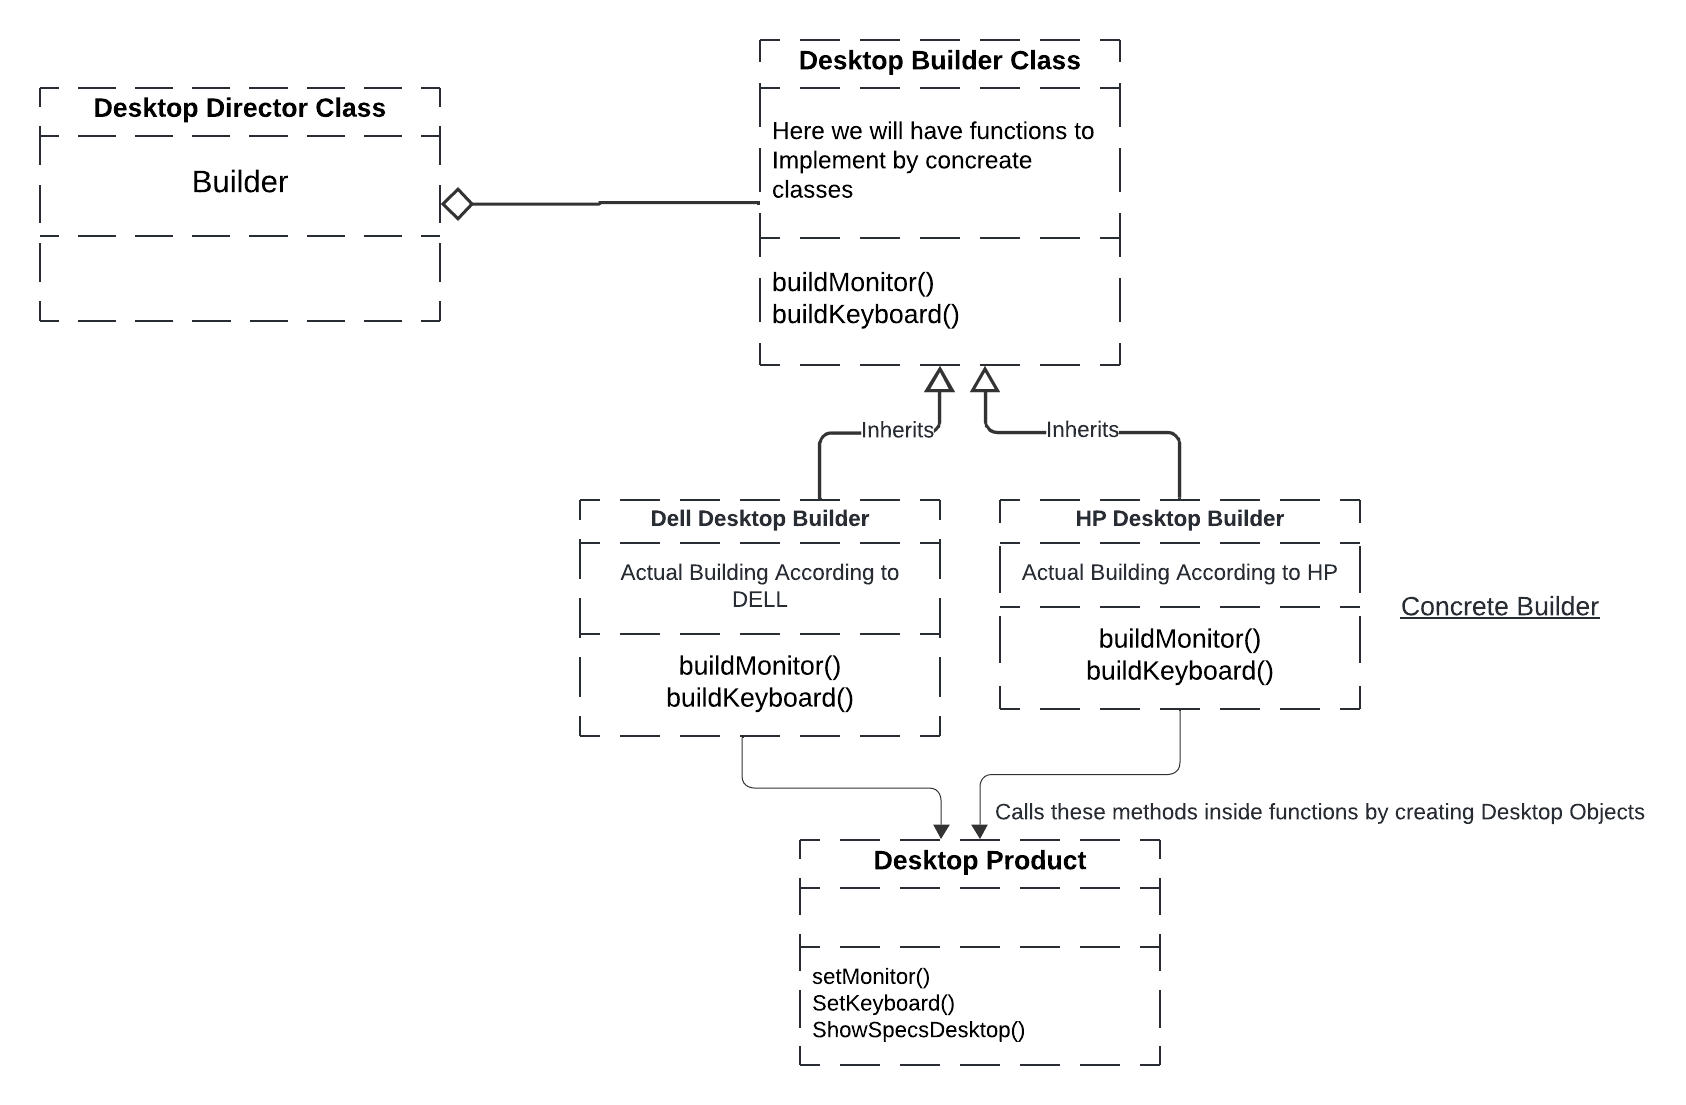 Desktop Director Class
Builder
Desktop Builder Class
Here we will have functions to
Implement by concreate
classes
buildMonitor()
buildKeyboard()
Inherits
Inherits
Dell Desktop Builder
Actual Building According to
DELL
buildMonitor()
buildKeyboard()
HP Desktop Builder
Actual Building According to HP
buildMonitor()
buildKeyboard()
Concrete Builder
Calls these methods inside functions by creating Desktop Objects
Desktop Product
setMonitor()
SetKeyboard()
ShowSpecsDesktop()